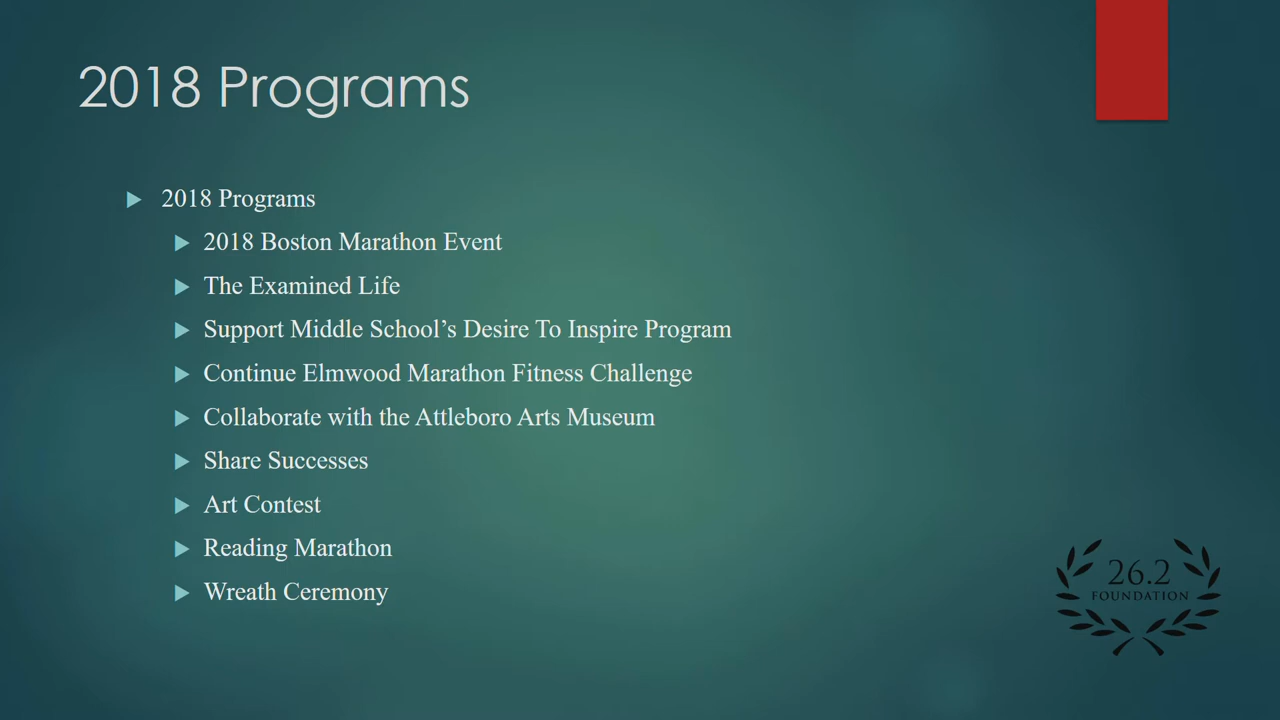 2018 Programs
2018 Programs
2018 Boston Marathon Event
The Examined Life
Support Middle School’s Desire To Inspire Program
Continue Elmwood Marathon Fitness Challenge
Collaborate with the Attleboro Arts Museum
Share Successes
Art Contest
Reading Marathon
Wreath Ceremony
26.2
FOUNDATION